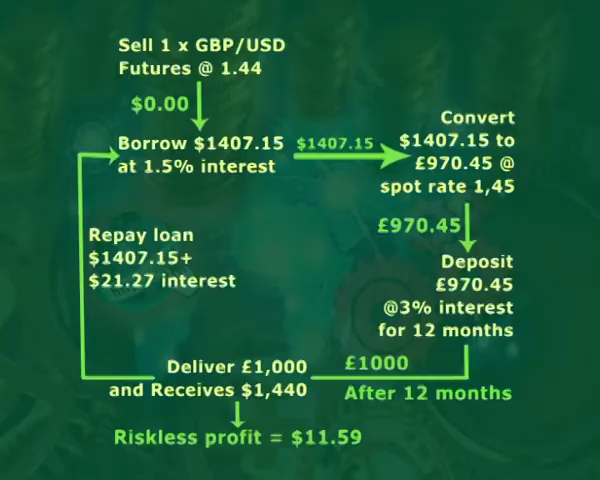 Sell 1 x GBP/USD
Futures @ 1.44
$0.00
Borrow $1407.15
at 1.5% interest
$1407.15
Convert
$1407.15 to
£970.45 @
spot rate 1,45
£970.45
Deposit
£970.45
@3% interest
for 12 months
£1000
After 12 months
Deliver £1,000
and Receives $1,440
Repay loan
$1407.15+
$21.27 interest
Riskless profit = $11.59